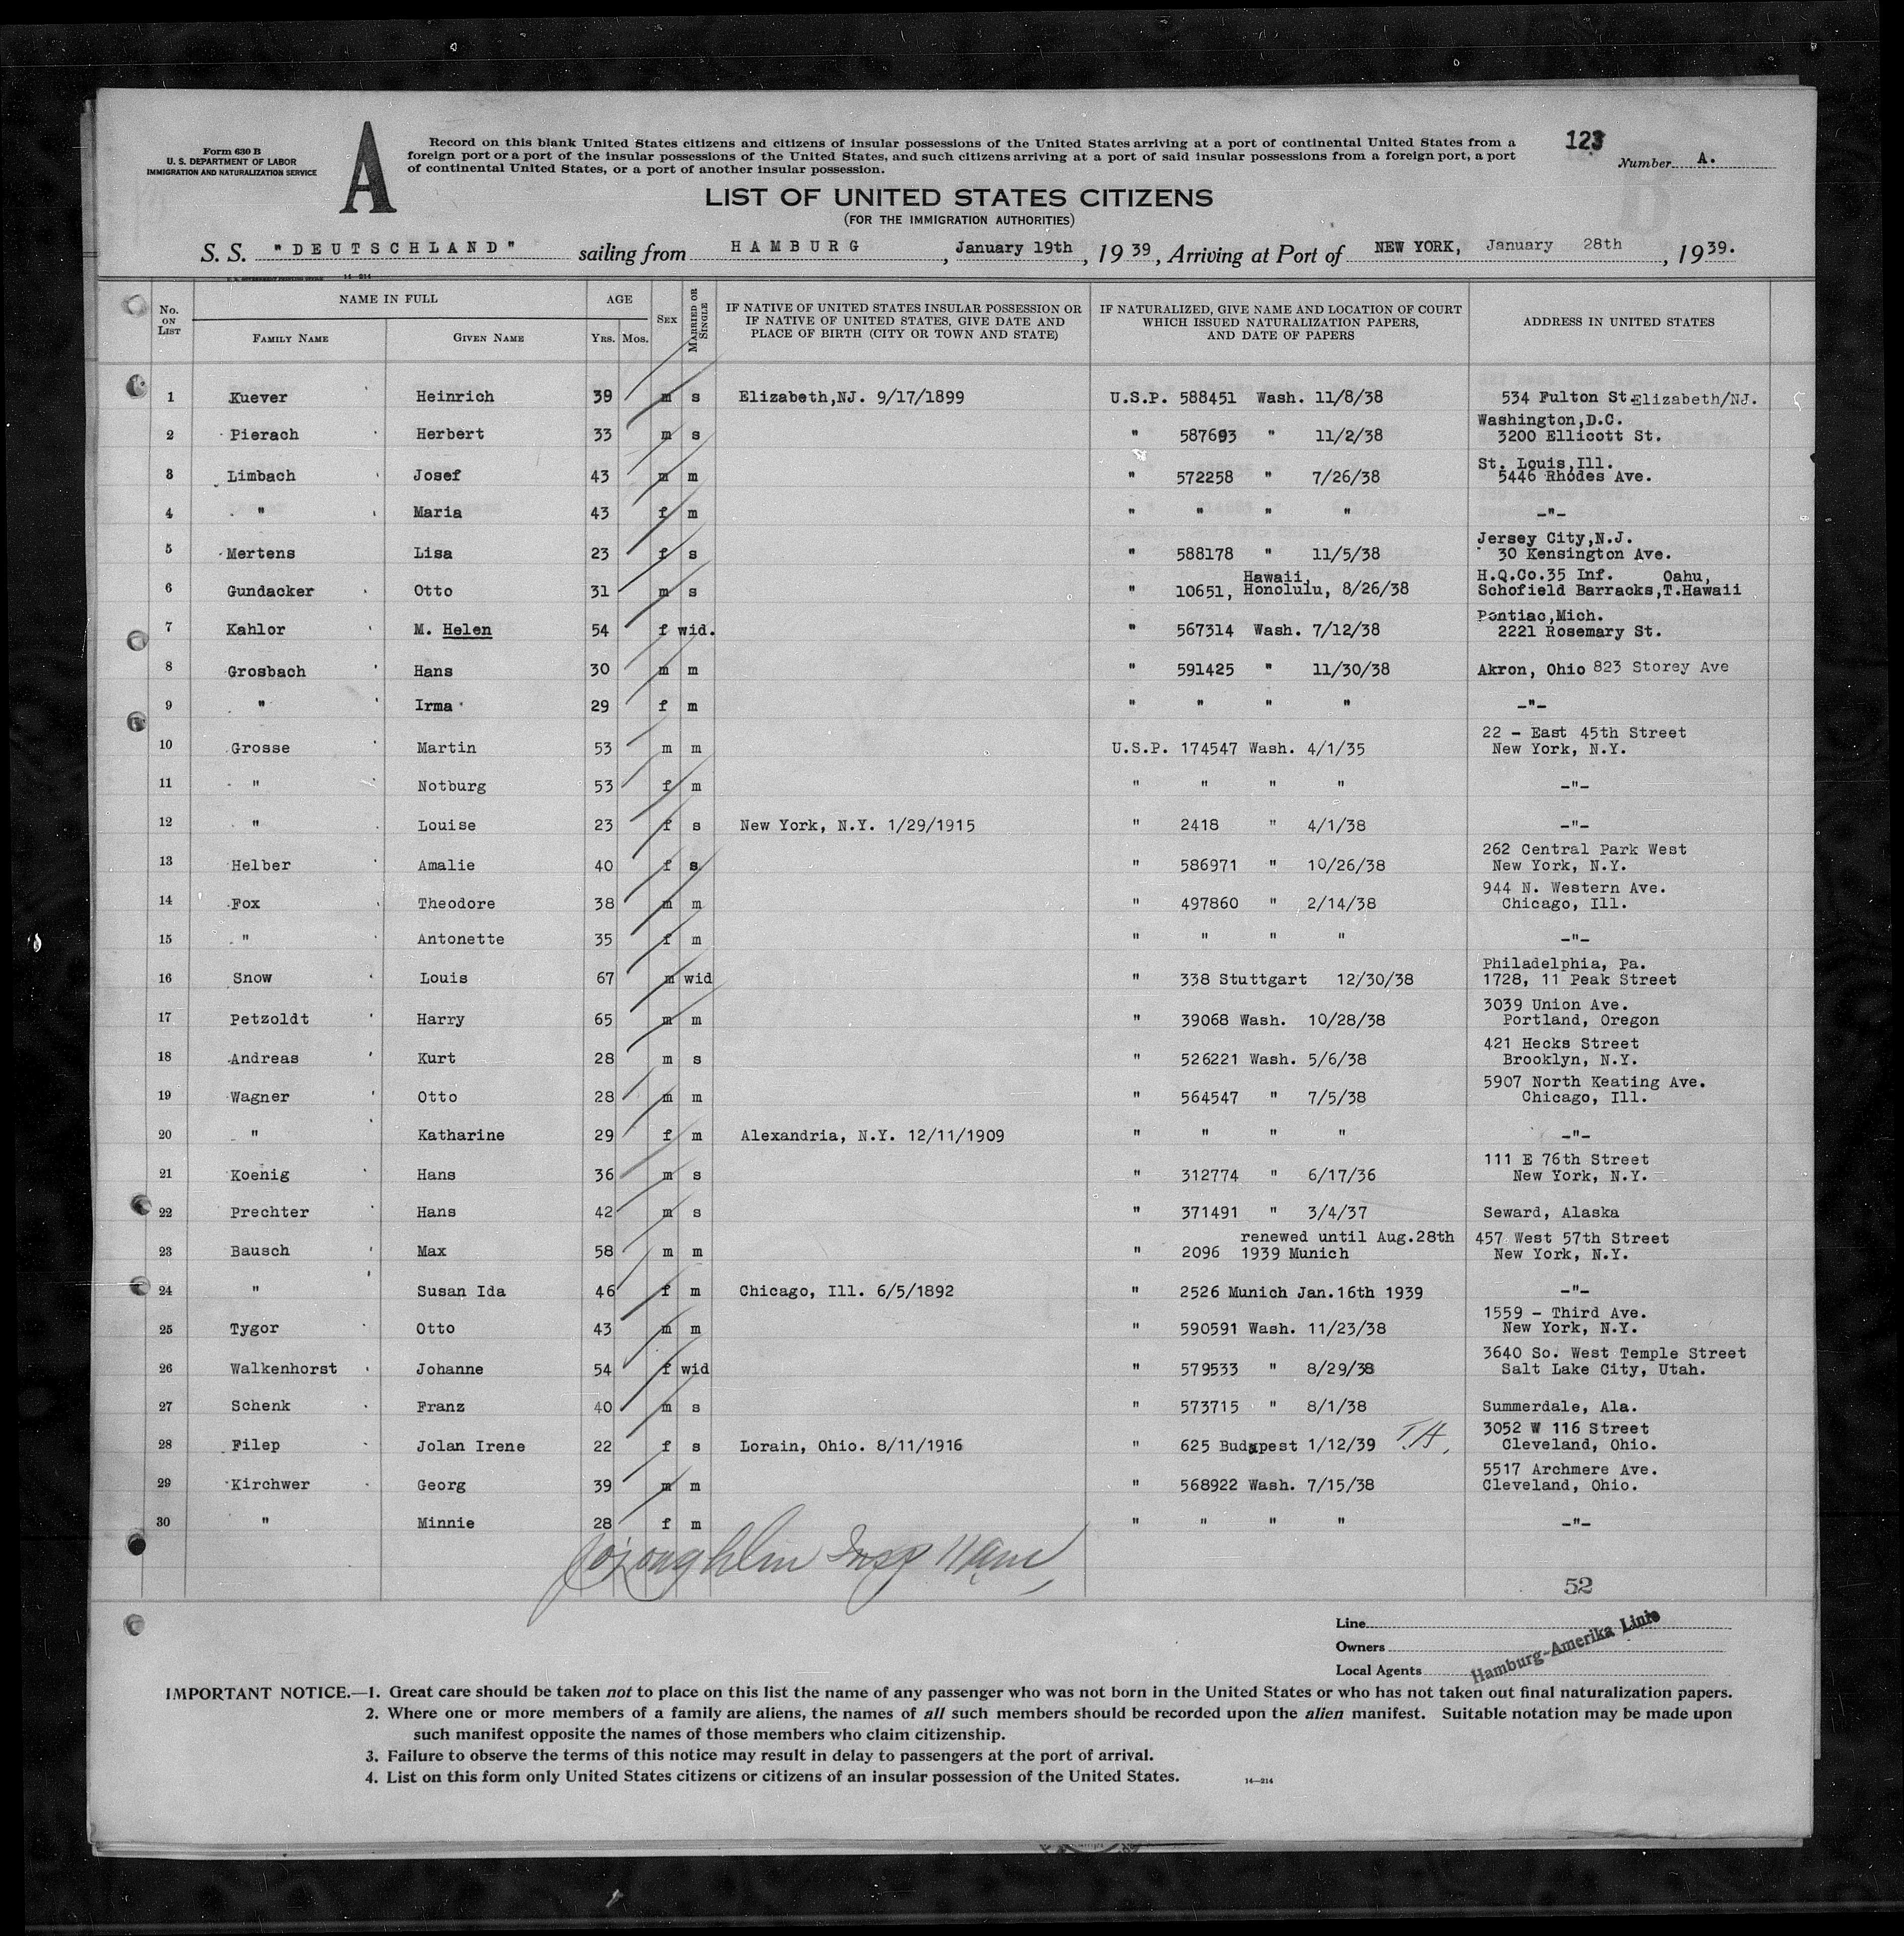 Form 630 B
U. S. DEPARTMENT OF LABOR
IMMIGRATION AND NATURALIZATION SERVICE
A
Record on this blank United States citizens and citizens of insular possessions of the United States arriving at a port of continental United States from a
foreign port or a port of the insular possessions of the United States, and such citizens arriving at a port of said insular possessions from a foreign port, a port
of continental United States, or a port of another insular possession.
123
Number A.
LIST OF UNITED STATES CITIZENS
(FOR THE IMMIGRATION AUTHORITIES)
S. S. "DEUTSCHLAND" sailing from HAMBURG, January 19th, 1939, Arriving at Port of NEW YORK, January 28th, 1939.
14-214
No. ON LIST
NAME IN FULL
FAMILY NAME GIVEN NAME
AGE
YRS. MOS.
SEX
MARRIED OR SINGLE
IF NATIVE OF UNITED STATES INSULAR POSSESSION OR
IF NATIVE OF UNITED STATES, GIVE DATE AND
PLACE OF BIRTH (CITY OR TOWN AND STATE)
IF NATURALIZED, GIVE NAME AND LOCATION OF COURT
WHICH ISSUED NATURALIZATION PAPERS,
AND DATE OF PAPERS
ADDRESS IN UNITED STATES
1 Kuever Heinrich 39 m s Elizabeth,NJ. 9/17/1899 U.S.P. 588451 Wash. 11/8/38 534 Fulton St. Elizabeth/NJ.
Washington,D.C.
2 Pierach Herbert 33 m s " 587693 " 11/2/38 3200 Ellicott St.
St. Louis,Ill.
3 Limbach Josef 43 m m " 572258 " 7/26/38 5446 Rhodes Ave.
4 " Maria 43 f m " " " " -"-
Jersey City,N.J.
5 Mertens Lisa 23 f s " 588178 " 11/5/38 30 Kensington Ave.
Hawaii, H.Q.Co.35 Inf. Oahu,
6 Gundacker Otto 31 m s " 10651, Honolulu, 8/26/38 Schofield Barracks,T.Hawaii
Pontiac,Mich.
7 Kahlor M. Helen 54 f wid. " 567314 Wash. 7/12/38 2221 Rosemary St.
8 Grosbach Hans 30 m m " 591425 " 11/30/38 Akron, Ohio 823 Storey Ave
9 " Irma 29 f m " " " " -"-
22 - East 45th Street
10 Grosse Martin 53 m m U.S.P. 174547 Wash. 4/1/35 New York, N.Y.
11 " Notburg 53 f m " " " " -"-
12 " Louise 23 f s New York, N.Y. 1/29/1915 " 2418 " 4/1/38 -"-
262 Central Park West
13 Helber Amalie 40 f s " 586971 " 10/26/38 New York, N.Y.
944 N. Western Ave.
14 Fox Theodore 38 m m " 497860 " 2/14/38 Chicago, Ill.
15 " Antonette 35 f m " " " " -"-
Philadelphia, Pa.
16 Snow Louis 67 m wid " 338 Stuttgart 12/30/38 1728, 11 Peak Street
3039 Union Ave.
17 Petzoldt Harry 65 m m " 39068 Wash. 10/28/38 Portland, Oregon
421 Hecks Street
18 Andreas Kurt 28 m s " 526221 Wash. 5/6/38 Brooklyn, N.Y.
5907 North Keating Ave.
19 Wagner Otto 28 m m " 564547 " 7/5/38 Chicago, Ill.
20 " Katharine 29 f m Alexandria, N.Y. 12/11/1909 " " " " -"-
111 E 76th Street
21 Koenig Hans 36 m s " 312774 " 6/17/36 New York, N.Y.
22 Prechter Hans 42 m s " 371491 " 3/4/37 Seward, Alaska
renewed until Aug.28th 457 West 57th Street
23 Bausch Max 58 m m " 2096 1939 Munich New York, N.Y.
24 " Susan Ida 46 f m Chicago, Ill. 6/5/1892 " 2526 Munich Jan.16th 1939 -"-
1559 - Third Ave.
25 Tygor Otto 43 m m " 590591 Wash. 11/23/38 New York, N.Y.
3640 So. West Temple Street
26 Walkenhorst Johanne 54 f wid " 579533 " 8/29/38 Salt Lake City, Utah.
27 Schenk Franz 40 m s " 573715 " 8/1/38 Summerdale, Ala.
3052 W 116 Street
28 Filep Jolan Irene 22 f s Lorain, Ohio. 8/11/1916 " 625 Budapest 1/12/39 Cleveland, Ohio.
5517 Archmere Ave.
29 Kirchwer Georg 39 m m " 568922 Wash. 7/15/38 Cleveland, Ohio.
30 " Minnie 28 f m " " " " -"-
52
Line
Owners
Local Agents
Hamburg-Amerika Linie
IMPORTANT NOTICE.—1. Great care should be taken not to place on this list the name of any passenger who was not born in the United States or who has not taken out final naturalization papers.
2. Where one or more members of a family are aliens, the names of all such members should be recorded upon the alien manifest. Suitable notation may be made upon
such manifest opposite the names of those members who claim citizenship.
3. Failure to observe the terms of this notice may result in delay to passengers at the port of arrival.
4. List on this form only United States citizens or citizens of an insular possession of the United States.
14—214